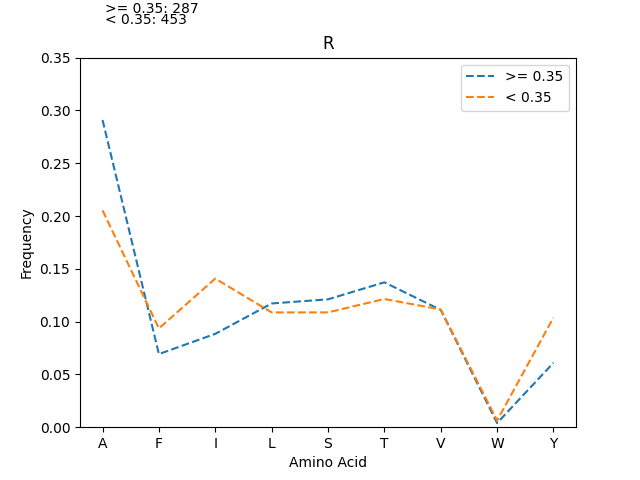 >= 0.35: 287
< 0.35: 453
R
>= 0.35
< 0.35
0.35
0.30
0.25
0.20
0.15
0.10
0.05
0.00
Frequency
A F I L S T V W Y
Amino Acid